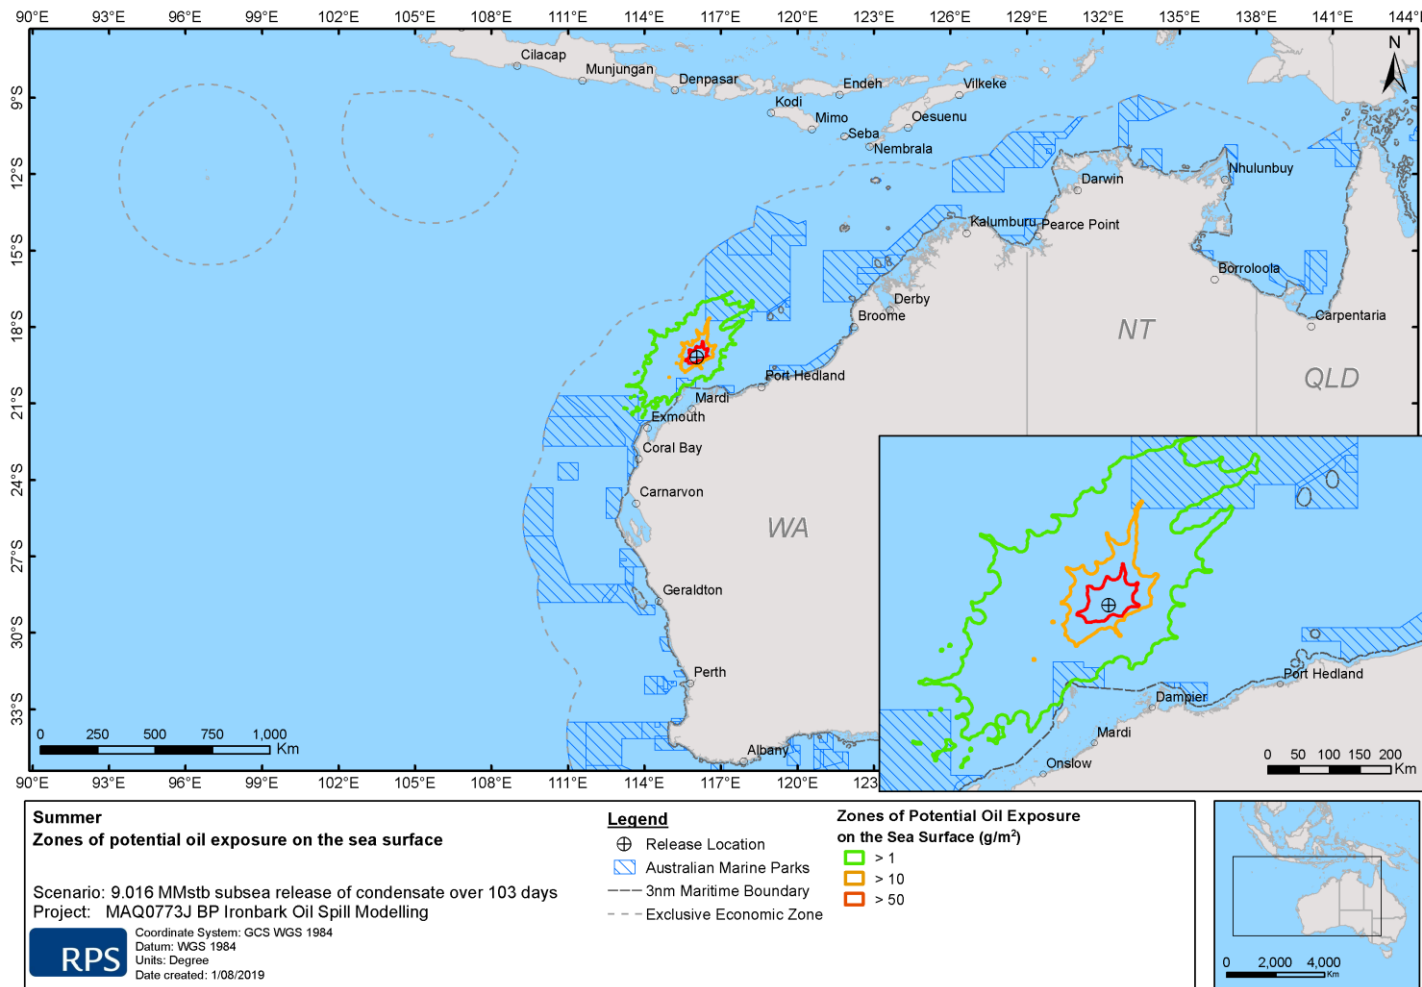 90°E 93°E 96°E 99°E 102°E 105°E 108°E 111°E 114°E 117°E 120°E 123°E 126°E 129°E 132°E 135°E 138°E 141°E 144°E
N
Cilacap
Munjungan
Denpasar
Endeh
Vilkeke
9°S
Kodi
Mimo
Oesuenu
Seba
Nembrala
12°S
Nhulunbuy
Darwin
Kalumburu
Pearce Point
15°S
Borroloola
Derby
Broome
Carpentaria
18°S
NT
Port Hedland
QLD
Mardi
21°S
Exmouth
Coral Bay
24°S
Carnarvon
WA
27°S
Geraldton
30°S
Perth
33°S
Albany
0 250 500 750 1,000
Km
90°E 93°E 96°E 99°E 102°E 105°E 108°E 111°E 114°E 117°E 120°E 123°E
Port Hedland
Dampier
Mardi
Onslow
0 50 100 150 200
Km
Summer
Zones of potential oil exposure on the sea surface
Scenario: 9.016 MMstb subsea release of condensate over 103 days
Project: MAQ0773J BP Ironbark Oil Spill Modelling
RPS
Coordinate System: GCS WGS 1984
Datum: WGS 1984
Units: Degree
Date created: 1/08/2019
Legend
Release Location
Australian Marine Parks
3nm Maritime Boundary
Exclusive Economic Zone
Zones of Potential Oil Exposure
on the Sea Surface (g/m²)
> 1
> 10
> 50
0 2,000 4,000
Km